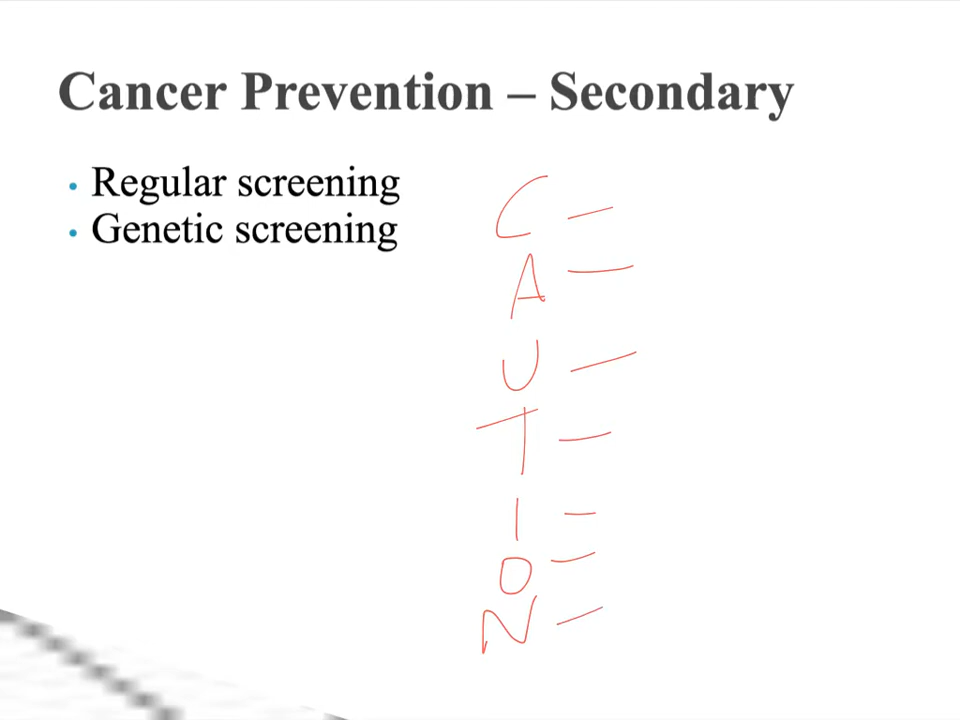 Cancer Prevention – Secondary
• Regular screening
• Genetic screening
C –
A –
U –
T –
I –
O –
N –